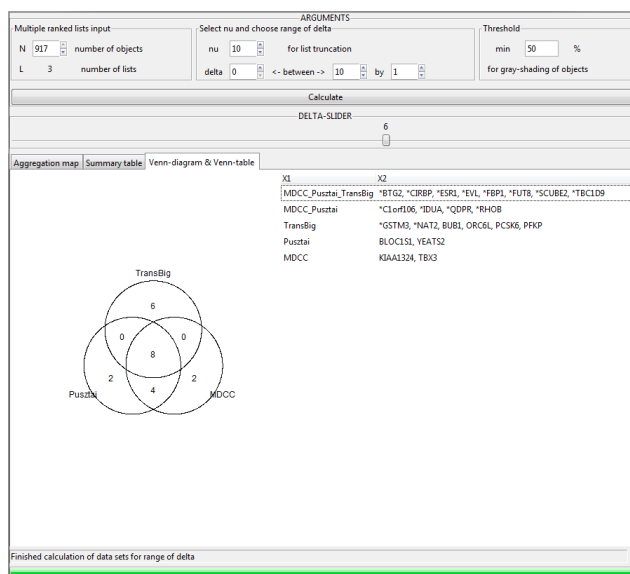 ARGUMENTS
Multiple ranked lists input
Select nu and choose range of delta
Threshold
N 917 number of objects
nu 10 for list truncation
min 50 %
L 3 number of lists
delta 0 <- between -> 10 by 1
for gray-shading of objects
Calculate
DELTA-SLIDER
6
Aggregation map Summary table Venn-diagram & Venn-table
X1 X2
MDCC_Pusztai_TransBig *BTG2, *CIRBP, *ESR1, *EVL, *FBP1, *FUT8, *SCUBE2, *TBC1D9
MDCC_Pusztai *C1orf106, *IDUA, *QDPR, *RHOB
TransBig *GSTM3, *NAT2, BUB1, ORC6L, PCSK6, PFKP
Pusztai BLOC1S1, YEATS2
MDCC KIAA1324, TBX3
TransBig
6
0 0
8
2 2
4
Pusztai MDCC
Finished calculation of data sets for range of delta